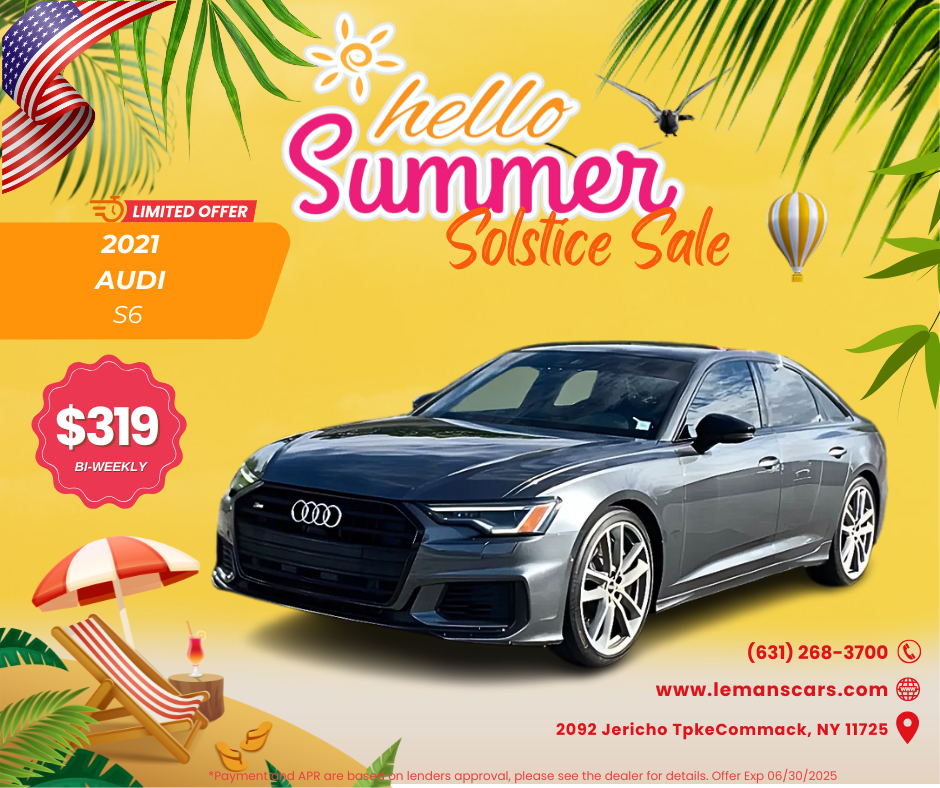 hello
Summer
Solstice Sale
LIMITED OFFER
2021
AUDI
S6
$319
BI-WEEKLY
(631) 268-3700
www.lemanscars.com
2092 Jericho TpkeCommack, NY 11725
*Payment and APR are based on lenders approval, please see the dealer for details. Offer Exp 06/30/2025